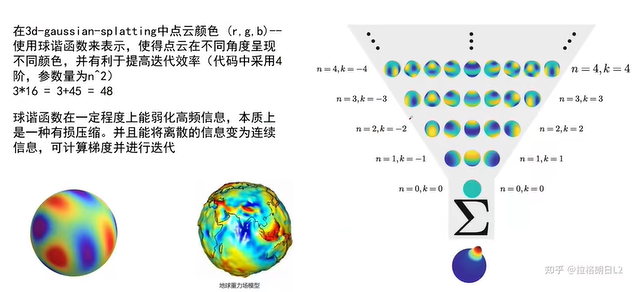 在3d-gaussian-splatting中点云颜色 (r,g,b)--
使用球谐函数来表示，使得点云在不同角度呈现
不同颜色，并有利于提高迭代效率（代码中采用4
阶，参数量为n^2）
3*16 = 3+45 = 48
球谐函数在一定程度上能弱化高频信息，本质上
是一种有损压缩。并且能将离散的信息变为连续
信息，可计算梯度并进行迭代
地球重力场模型
n = 4, k = −4
n = 4, k = 4
n = 3, k = −3
n = 3, k = 3
n = 2, k = −2
n = 2, k = 2
n = 1, k = −1
n = 1, k = 1
n = 0, k = 0
n = 0, k = 0
Σ
知乎 @拉格朗日L2